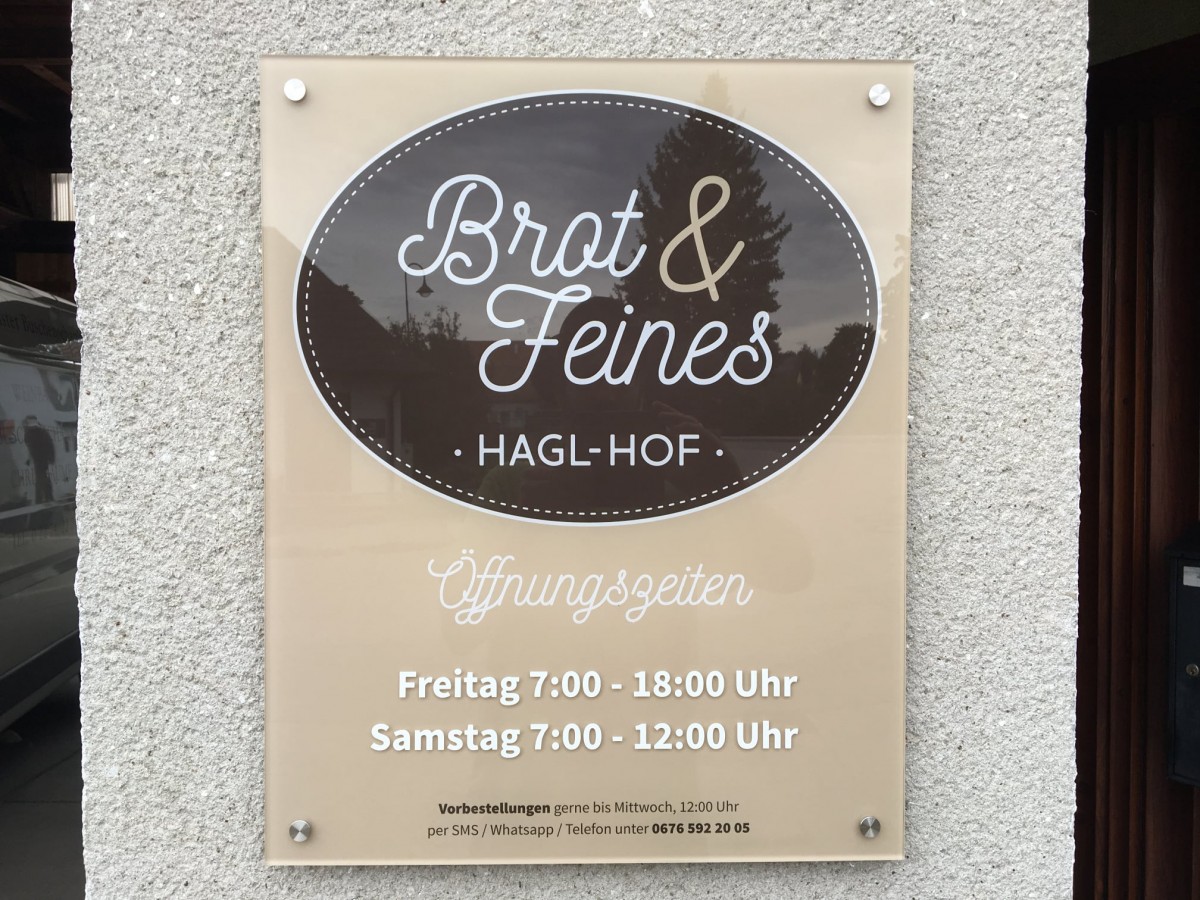 Brot &
Feines
· HAGL-HOF ·
Öffnungszeiten
Freitag 7:00 - 18:00 Uhr
Samstag 7:00 - 12:00 Uhr
Vorbestellungen gerne bis Mittwoch, 12:00 Uhr
per SMS / Whatsapp / Telefon unter 0676 592 20 05